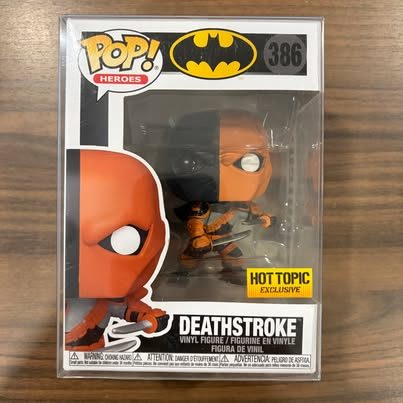 POP!
HEROES
386
HOT TOPIC
EXCLUSIVE
DEATHSTROKE
VINYL FIGURE / FIGURINE EN VINYLE
FIGURA DE VINIL
WARNING: CHOKING HAZARD
ATTENTION: DANGER D'ÉTOUFFEMENT
ADVERTENCIA: PELIGRO DE ASFIXIA.